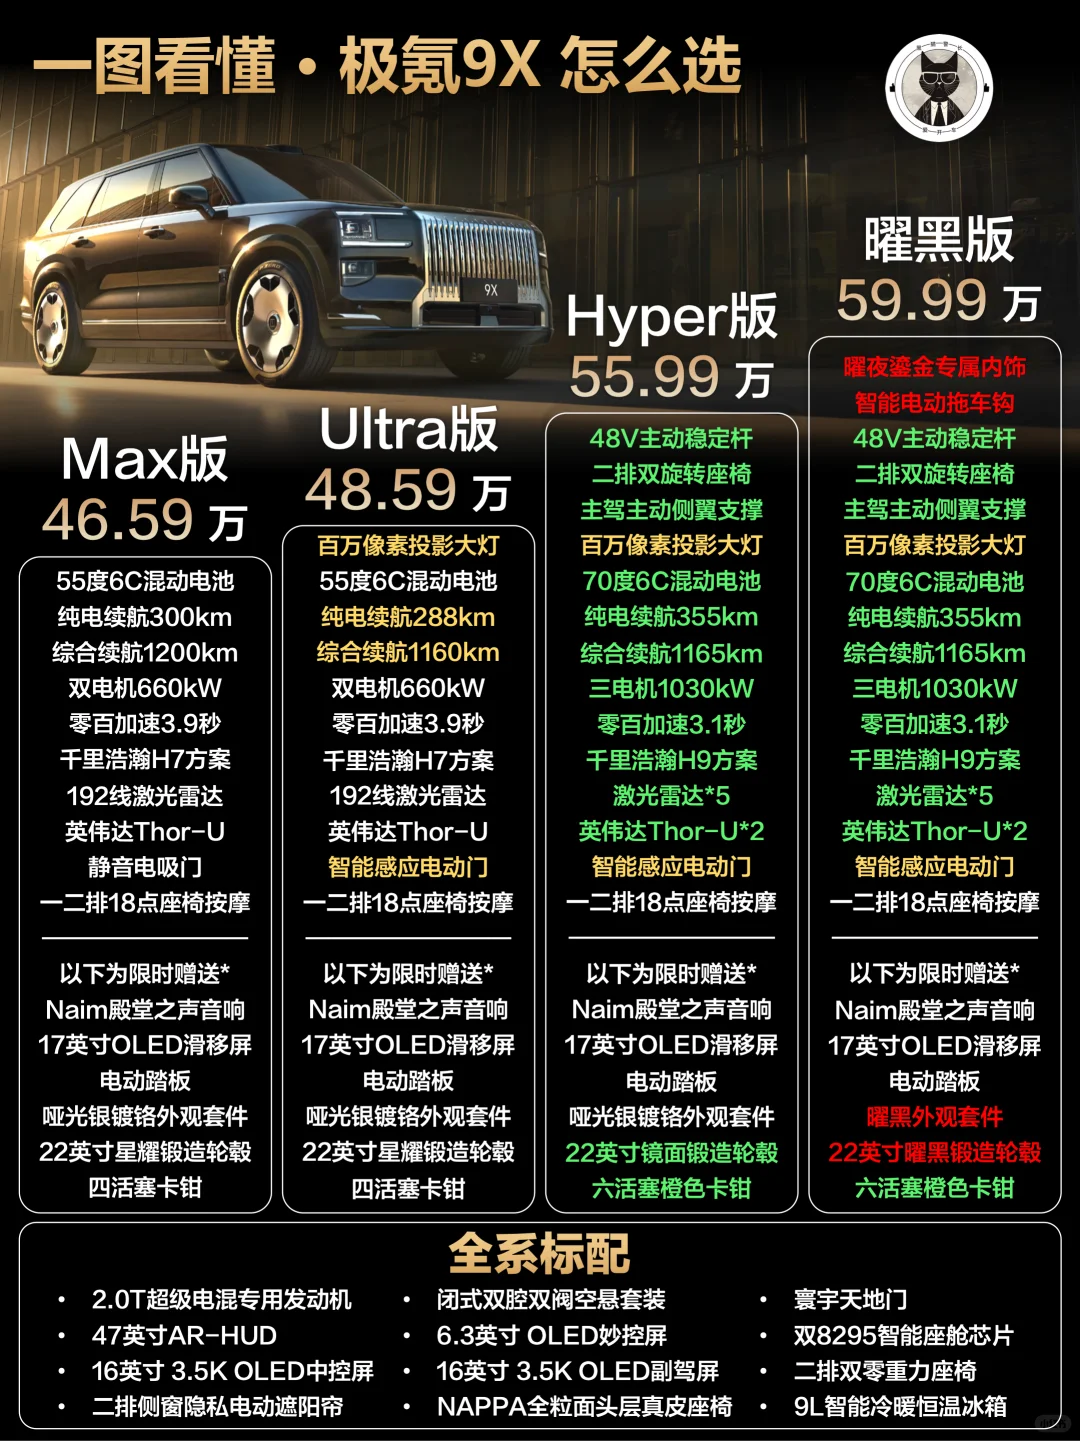 一图看懂·极氪9X 怎么选
9X
Max版
46.59 万
55度6C混动电池
纯电续航300km
综合续航1200km
双电机660kW
零百加速3.9秒
千里浩瀚H7方案
192线激光雷达
英伟达Thor-U
静音电吸门
一二排18点座椅按摩
以下为限时赠送*
Naim殿堂之声音响
17英寸OLED滑移屏
电动踏板
哑光银镀铬外观套件
22英寸星耀锻造轮毂
四活塞卡钳
Ultra版
48.59 万
百万像素投影大灯
55度6C混动电池
纯电续航288km
综合续航1160km
双电机660kW
零百加速3.9秒
千里浩瀚H7方案
192线激光雷达
英伟达Thor-U
智能感应电动门
一二排18点座椅按摩
以下为限时赠送*
Naim殿堂之声音响
17英寸OLED滑移屏
电动踏板
哑光银镀铬外观套件
22英寸星耀锻造轮毂
四活塞卡钳
Hyper版
55.99 万
48V主动稳定杆
二排双旋转座椅
主驾主动侧翼支撑
百万像素投影大灯
70度6C混动电池
纯电续航355km
综合续航1165km
三电机1030kW
零百加速3.1秒
千里浩瀚H9方案
激光雷达*5
英伟达Thor-U*2
智能感应电动门
一二排18点座椅按摩
以下为限时赠送*
Naim殿堂之声音响
17英寸OLED滑移屏
电动踏板
哑光银镀铬外观套件
22英寸镜面锻造轮毂
六活塞橙色卡钳
曜黑版
59.99 万
曜夜鎏金专属内饰
智能电动拖车钩
48V主动稳定杆
二排双旋转座椅
主驾主动侧翼支撑
百万像素投影大灯
70度6C混动电池
纯电续航355km
综合续航1165km
三电机1030kW
零百加速3.1秒
千里浩瀚H9方案
激光雷达*5
英伟达Thor-U*2
智能感应电动门
一二排18点座椅按摩
以下为限时赠送*
Naim殿堂之声音响
17英寸OLED滑移屏
电动踏板
曜黑外观套件
22英寸曜黑锻造轮毂
六活塞橙色卡钳
全系标配
• 2.0T超级电混专用发动机
• 47英寸AR-HUD
• 16英寸 3.5K OLED中控屏
• 二排侧窗隐私电动遮阳帘
• 闭式双腔双阀空悬套装
• 6.3英寸 OLED妙控屏
• 16英寸 3.5K OLED副驾屏
• NAPPA全粒面头层真皮座椅
• 寰宇天地门
• 双8295智能座舱芯片
• 二排双零重力座椅
• 9L智能冷暖恒温冰箱